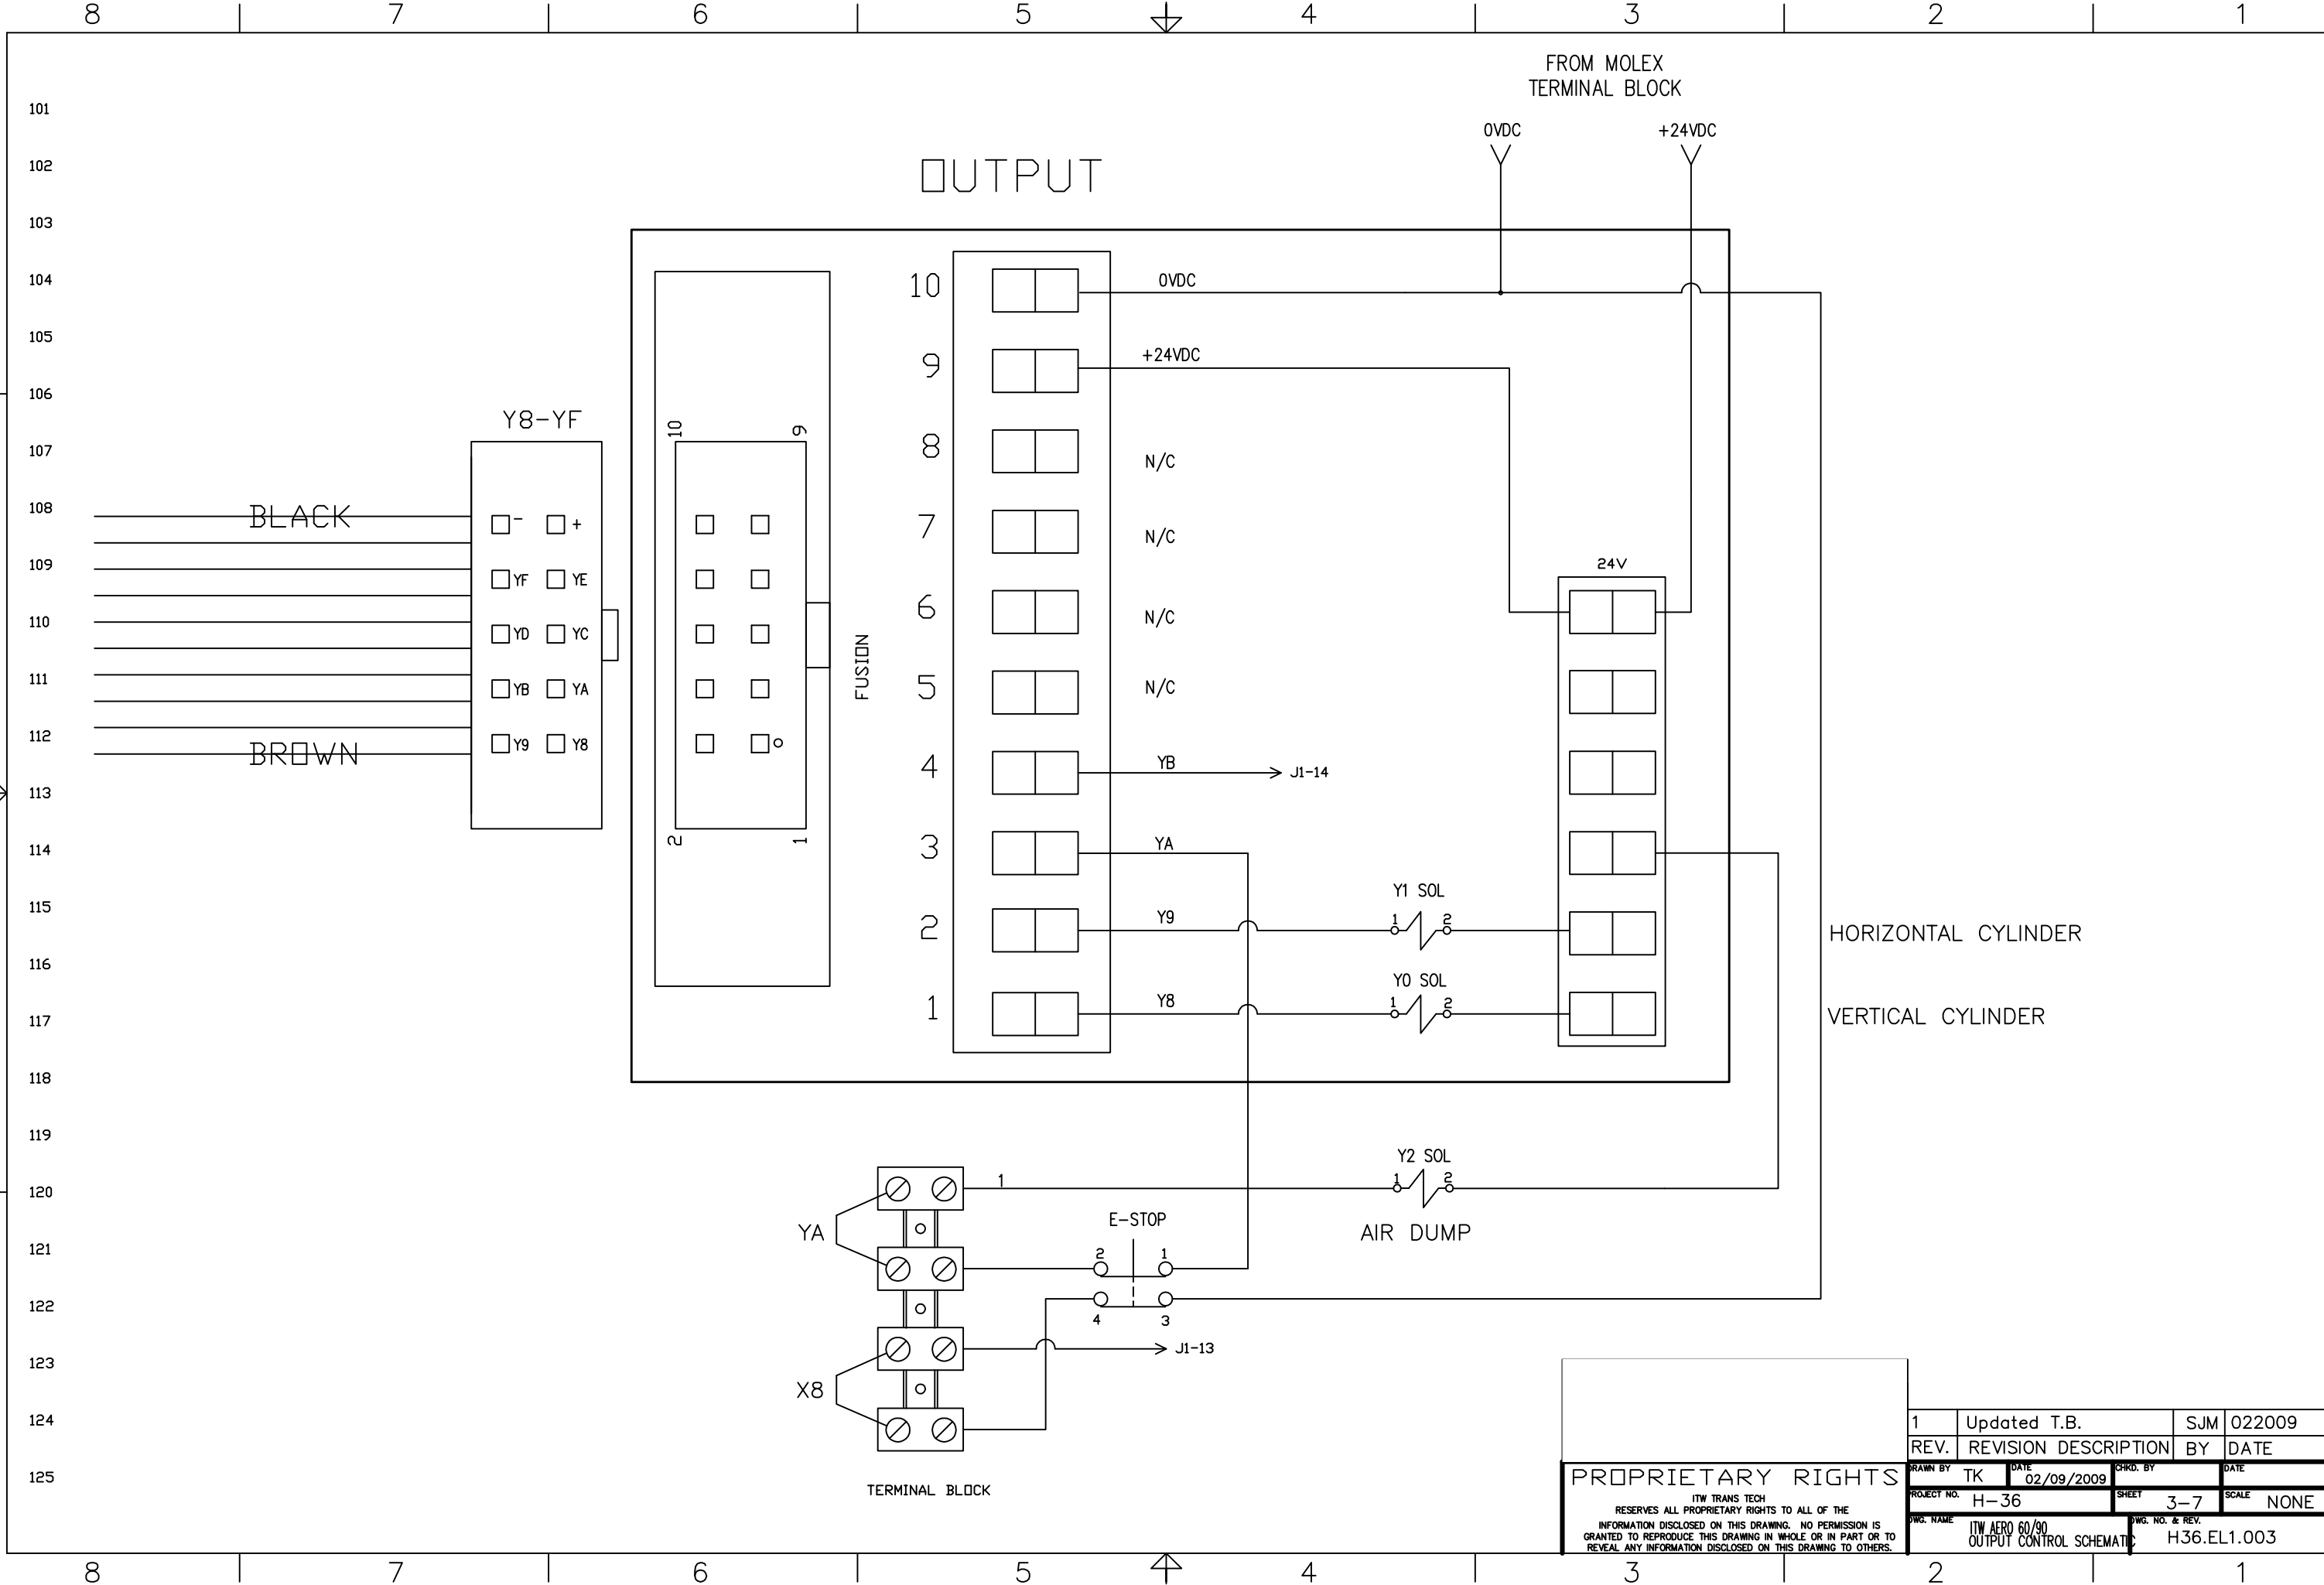 8 7 6 5 4 3 2 1
FROM MOLEX
TERMINAL BLOCK
101
0VDC +24VDC
102
OUTPUT
103
104
10 0VDC
105
9 +24VDC
106
Y8-YF
10 9
107
8 N/C
108
BLACK
- +
7 N/C
109
24V
YF YE
6 N/C
110
YD YC
FUSION
111
5 N/C
YB YA
112
BROWN
Y9 Y8
4 YB J1-14
113
2 1
114
3 YA
115
Y1 SOL
2 Y9 1 2
HORIZONTAL CYLINDER
116
Y0 SOL
1 Y8 1 2
VERTICAL CYLINDER
117
118
119
Y2 SOL
120
1 1 2
E-STOP
AIR DUMP
YA
121
2 1
122
4 3
123
J1-13
X8
124
125
TERMINAL BLOCK
1 Updated T.B. SJM 022009
REV. REVISION DESCRIPTION BY DATE
PROPRIETARY RIGHTS
ITW TRANS TECH
RESERVES ALL PROPRIETARY RIGHTS TO ALL OF THE
INFORMATION DISCLOSED ON THIS DRAWING. NO PERMISSION IS
GRANTED TO REPRODUCE THIS DRAWING IN WHOLE OR IN PART OR TO
REVEAL ANY INFORMATION DISCLOSED ON THIS DRAWING TO OTHERS.
DRAWN BY TK DATE 02/09/2009 CHKD. BY DATE
PROJECT NO. H-36 SHEET 3-7 SCALE NONE
DWG. NAME ITW AERO 60/90
OUTPUT CONTROL SCHEMATIC
DWG. NO. & REV. H36.EL1.003
8 7 6 5 4 3 2 1